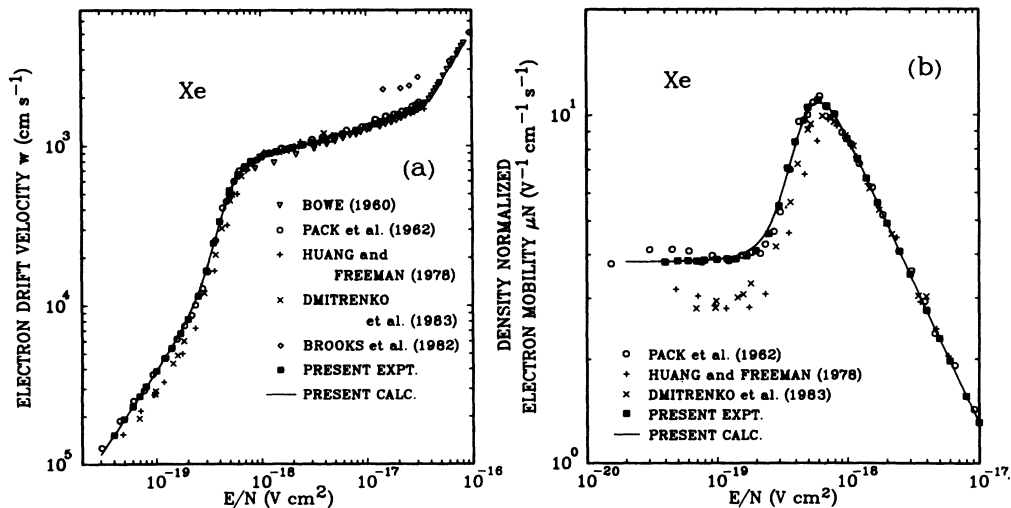 Xe
(a)
ELECTRON DRIFT VELOCITY w (cm s⁻¹)
10³
10⁴
10⁵
BOWE (1960)
PACK et al. (1962)
HUANG and
FREEMAN (1978)
DMITRENKO
et al. (1983)
BROOKS et al. (1982)
PRESENT EXPT.
PRESENT CALC.
10⁻¹⁹
10⁻¹⁸
10⁻¹⁷
10⁻¹⁶
E/N (V cm²)
Xe
(b)
DENSITY NORMALIZED
ELECTRON MOBILITY μN (V⁻¹ cm⁻¹ s⁻¹)
10¹
10⁰
PACK et al. (1962)
HUANG and FREEMAN (1978)
DMITRENKO et al. (1983)
PRESENT EXPT.
PRESENT CALC.
10⁻²⁰
10⁻¹⁹
10⁻¹⁸
10⁻¹⁷
E/N (V cm²)